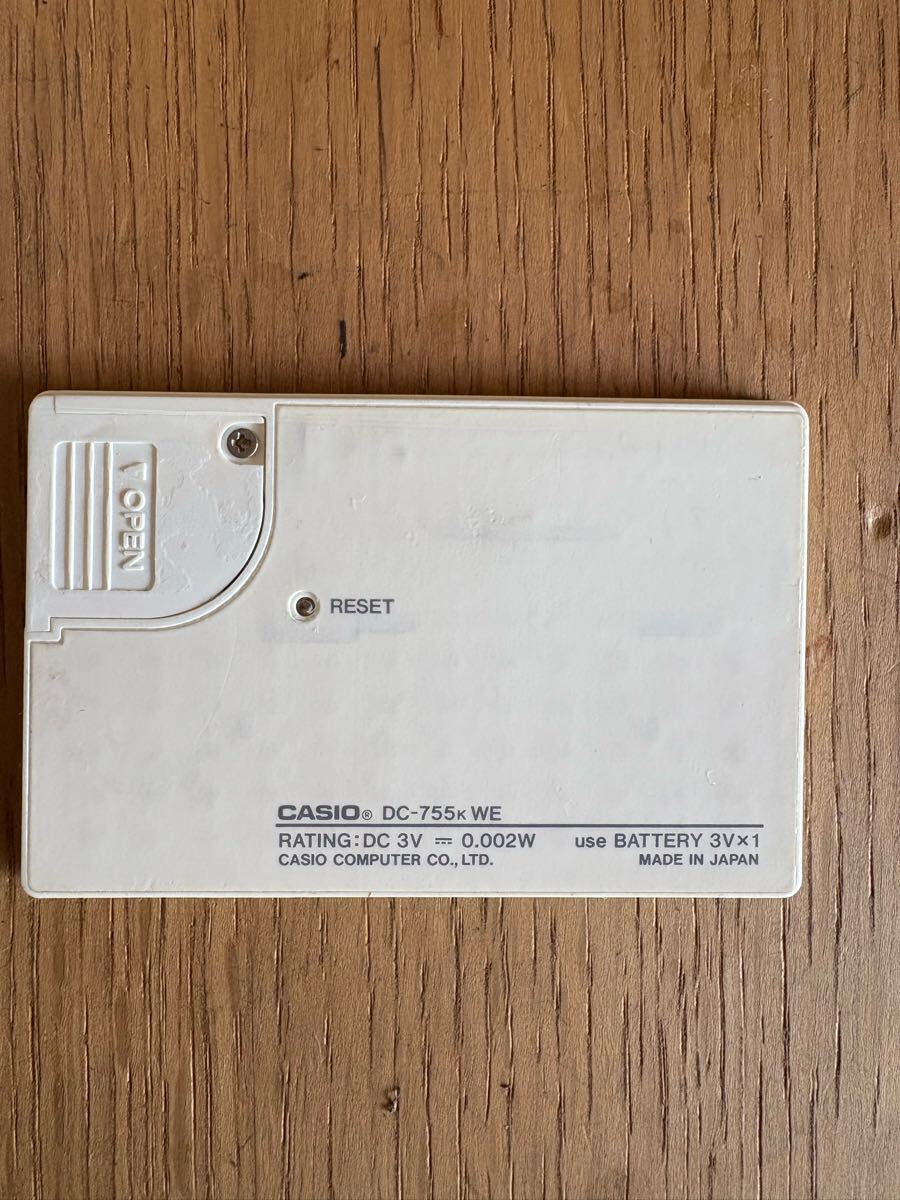 ▽ OPEN
RESET
CASIO® DC-755K WE
RATING: DC 3V ⎓ 0.002W use BATTERY 3V×1
CASIO COMPUTER CO., LTD. MADE IN JAPAN